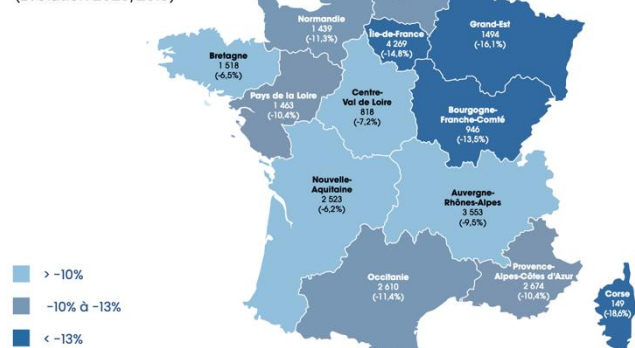 Normandie
1 439
(-11,3%)
Île-de-France
4 269
(-14,8%)
Grand-Est
1494
(-16,1%)
Bretagne
1 518
(-6,5%)
Pays de la Loire
1 463
(-10,4%)
Centre-
Val de Loire
818
(-7,2%)
Bourgogne-
Franche-Comté
946
(-13,5%)
Nouvelle-
Aquitaine
2 523
(-6,2%)
Auvergne-
Rhônes-Alpes
3 553
(-9,5%)
Occitanie
2 610
(-11,4%)
Provence-
Alpes-Côtes d'Azur
2 674
(-10,4%)
Corse
149
(-18,6%)
> -10%
-10% à -13%
< -13%